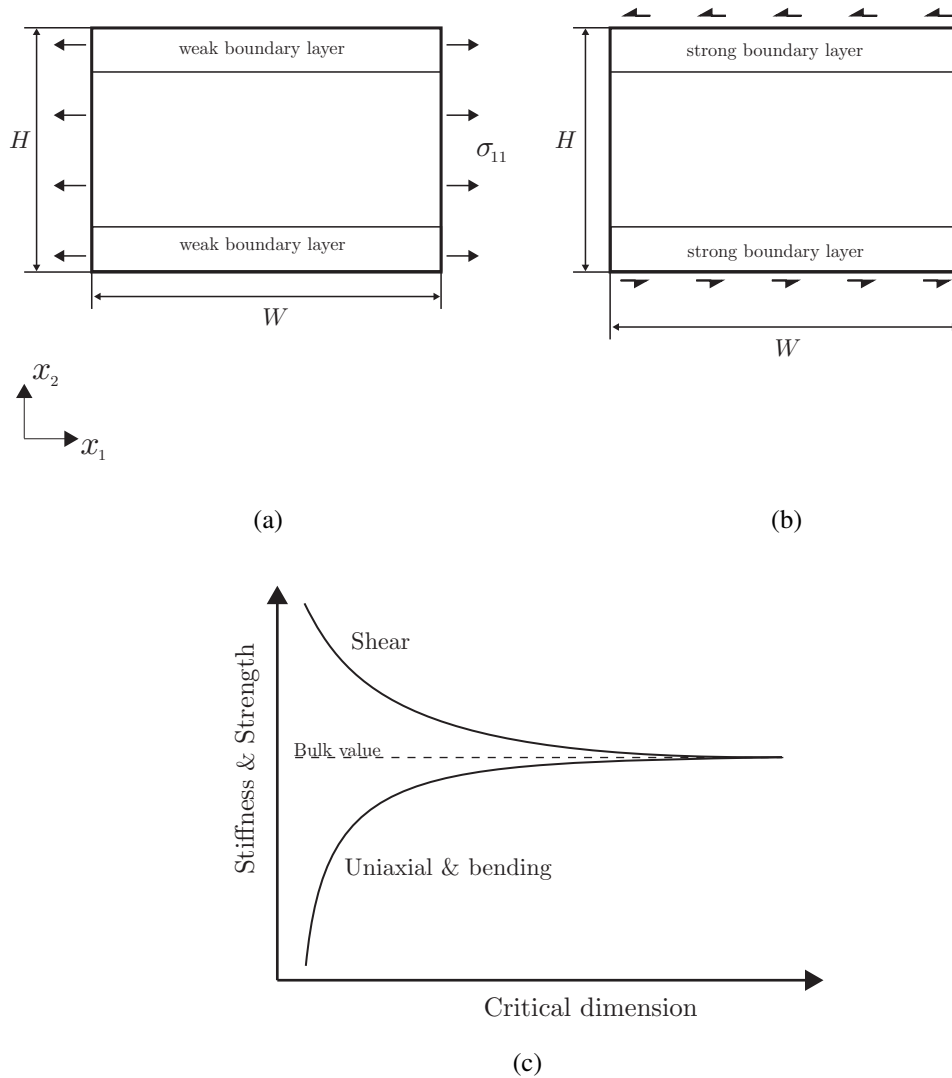 weak boundary layer
H
σ₁₁
weak boundary layer
W
strong boundary layer
H
strong boundary layer
W
x₂
x₁
(a)
(b)
Stiffness & Strength
Shear
Bulk value
Uniaxial & bending
Critical dimension
(c)